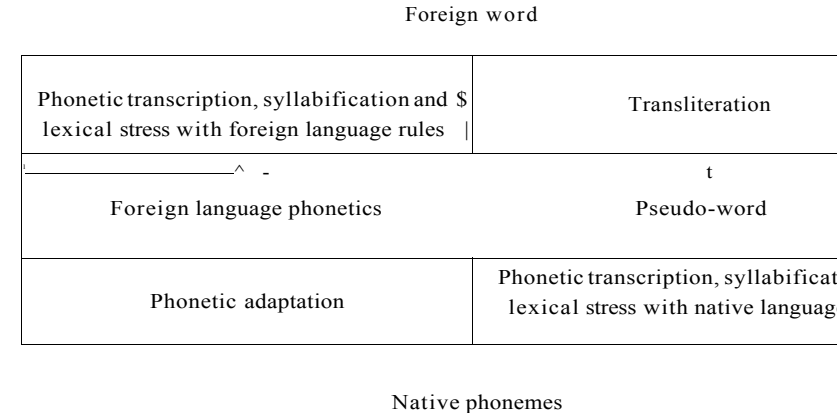 Foreign word
Phonetic transcription, syllabification and $
lexical stress with foreign language rules |
Transliteration
^ -
t
Foreign language phonetics
Pseudo-word
Phonetic adaptation
Phonetic transcription, syllabificat
lexical stress with native languag
Native phonemes